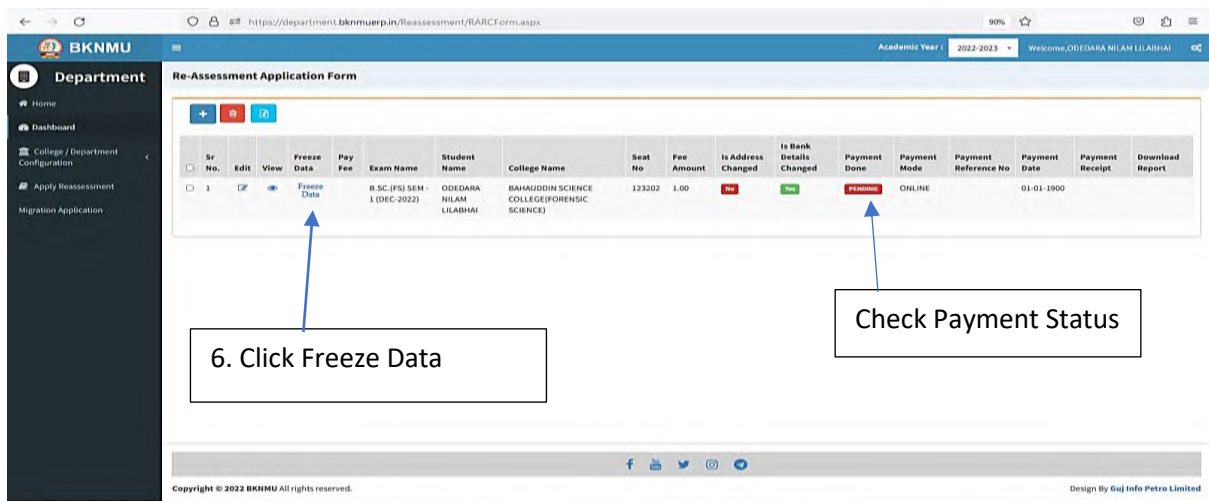 https://department.bknmuerp.in/Reassessment/RARCForm.aspx
90%
BKNMU
Academic Year :
2022-2023
Welcome,ODEDARA NILAM LILABHAI
Department
Home
Dashboard
College / Department
Configuration
Apply Reassessment
Migration Application
Re-Assessment Application Form
Sr No. Edit View Freeze Data Pay Fee Exam Name Student Name College Name Seat No Fee Amount Is Address Changed Is Bank Details Changed Payment Done Payment Mode Payment Reference No Payment Date Payment Receipt Download Report
1 Freeze Data B.SC.(FS) SEM - 1 (DEC-2022) ODEDARA NILAM LILABHAI BAHAUDDIN SCIENCE COLLEGE(FORENSIC SCIENCE) 123202 1.00 No Yes PENDING ONLINE 01-01-1900
6. Click Freeze Data
Check Payment Status
Copyright © 2022 BKNMU All rights reserved.
Design By Guj Info Petro Limited